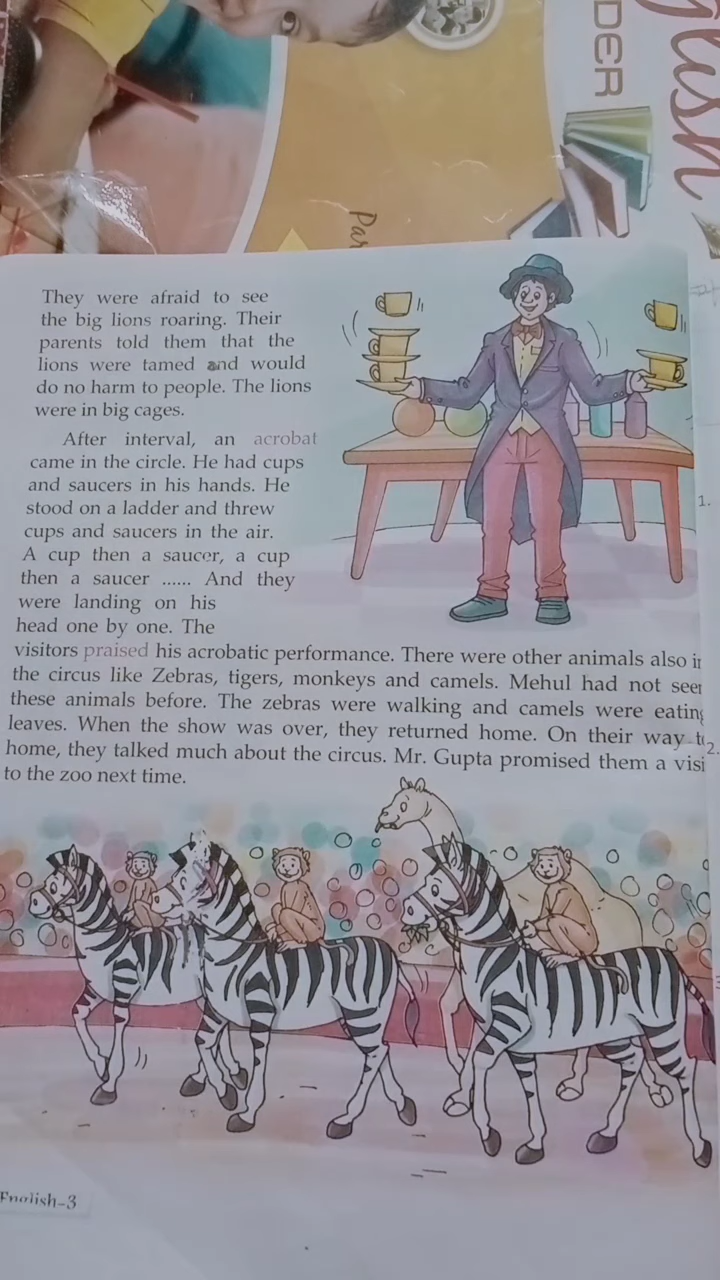 glish
DER
Par
They were afraid to see
the big lions roaring. Their
parents told them that the
lions were tamed and would
do no harm to people. The lions
were in big cages.
After interval, an acrobat
came in the circle. He had cups
and saucers in his hands. He
stood on a ladder and threw
cups and saucers in the air.
A cup then a saucer, a cup
then a saucer ...... And they
were landing on his
head one by one. The
visitors praised his acrobatic performance. There were other animals also in
the circus like Zebras, tigers, monkeys and camels. Mehul had not seen
these animals before. The zebras were walking and camels were eating
leaves. When the show was over, they returned home. On their way to
home, they talked much about the circus. Mr. Gupta promised them a visi
to the zoo next time.
1.
2.
3
English-3